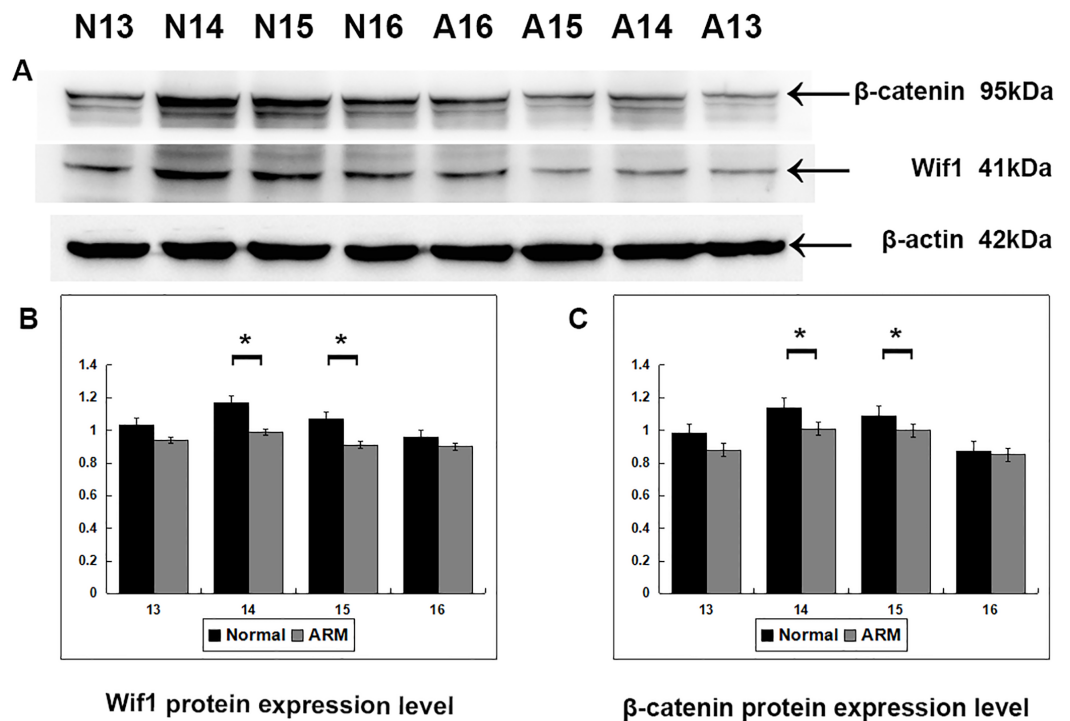 N13 N14 N15 N16 A16 A15 A14 A13
A
β-catenin 95kDa
Wif1 41kDa
β-actin 42kDa
B
* *
1.4
1.2
1
0.8
0.6
0.4
0.2
0
13 14 15 16
Normal ARM
Wif1 protein expression level
C
* *
1.4
1.2
1
0.8
0.6
0.4
0.2
0
13 14 15 16
Normal ARM
β-catenin protein expression level